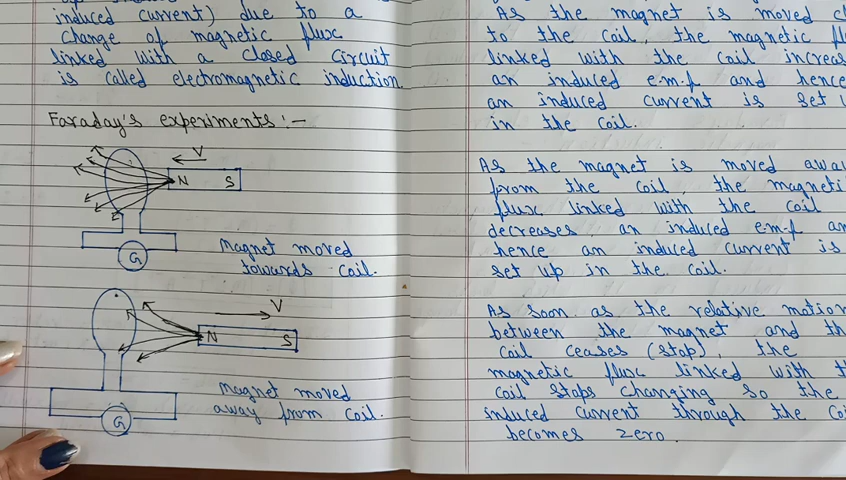 induced current) due to a
change of magnetic flux
linked with a closed circuit
is called electromagnetic induction.
Faraday's experiments :-
V
N S
G
Magnet moved
towards coil.
V
N S
G
Magnet moved
away from coil.
As the magnet is moved
to the coil, the magnetic
linked with the coil
an induced e.m.f and hence
an induced current is set
in the coil.
As the magnet is moved
from the coil, the
flux linked with the coil
decreases, an induced e.m.f
hence an induced current is
set up in the coil.
As soon as the relative motion
between the magnet and
coil ceases (stop), the
magnetic flux linked with
coil stops changing so the
induced current through the
becomes zero.